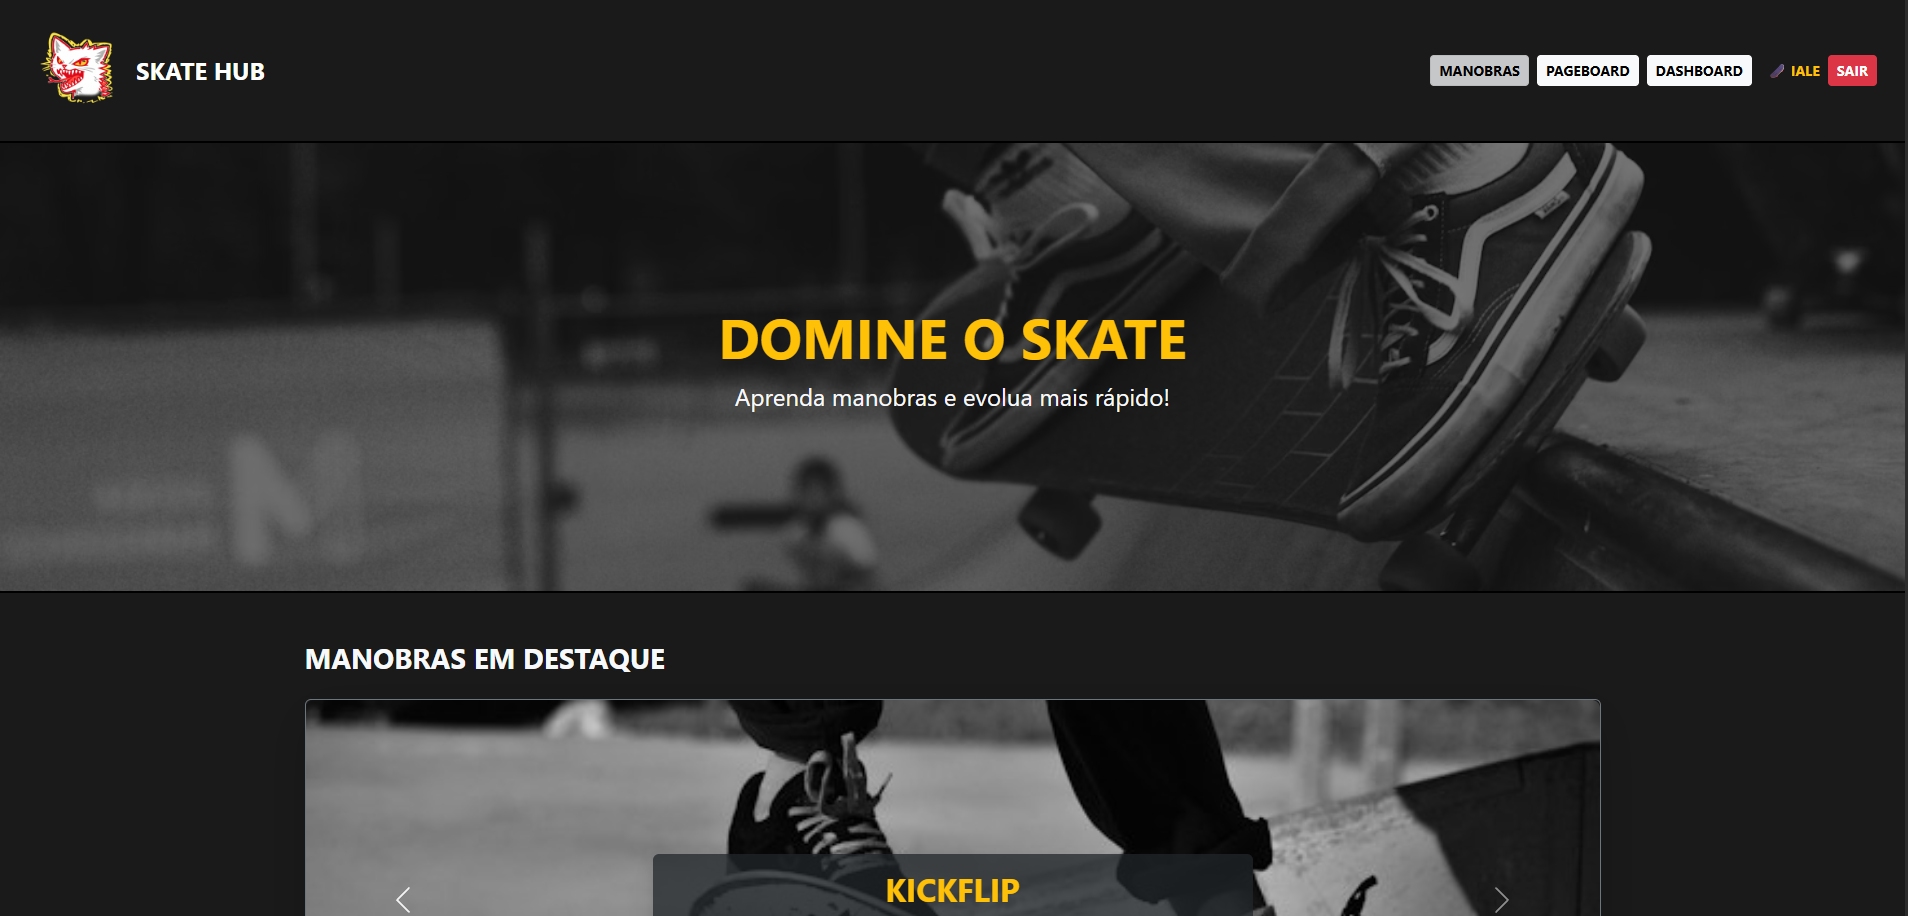 SKATE HUB
MANOBRAS
PAGEBOARD
DASHBOARD
IALE
SAIR
DOMINE O SKATE
Aprenda manobras e evolua mais rápido!
MANOBRAS EM DESTAQUE
KICKFLIP